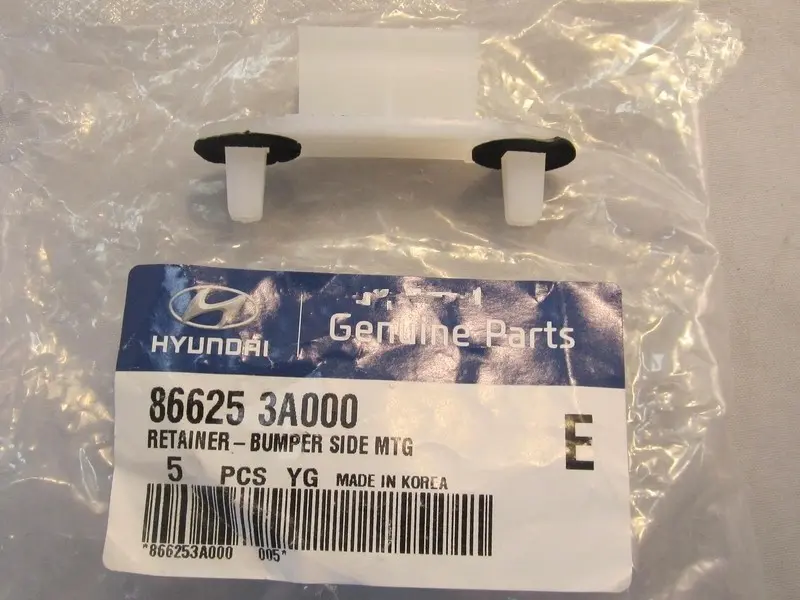 HYUNDAI
Genuine Parts
86625 3A000
RETAINER-BUMPER SIDE MTG
E
5 PCS YG MADE IN KOREA
*866253A000 005*